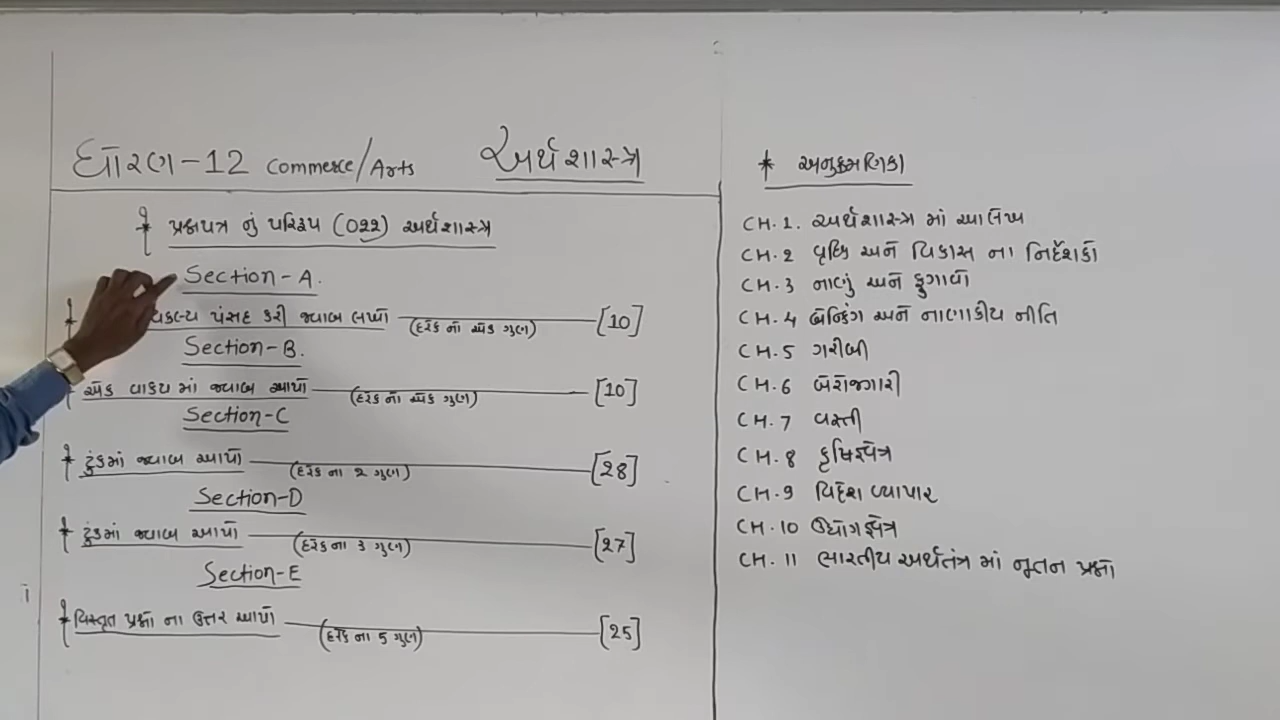 ધોરણ-12 Commerce/Arts અર્થશાસ્ત્ર
* પ્રશ્નપત્ર નું પરિરૂપ (022) અર્થશાસ્ત્ર
Section-A.
પસંદ કરી જવાબ લખો (દરેક નો એક ગુણ) [10]
Section-B.
* એક વાક્ય માં જવાબ આપો (દરેક નો એક ગુણ) [10]
Section-C
* ટુંકમાં જવાબ આપો (દરેક ના 2 ગુણ) [28]
Section-D
* ટુંકમાં જવાબ આપો (દરેક ના 3 ગુણ) [27]
Section-E
* વિસ્તૃત પ્રશ્નો ના ઉત્તર આપો (દરેક ના 5 ગુણ) [25]
* અનુક્રમણિકા
CH.1. અર્થશાસ્ત્ર માં આલેખ
CH.2 વૃદ્ધિ અને વિકાસ ના નિર્દેશકો
CH.3 નાણું અને ફુગાવો
CH.4 બેન્કિંગ અને નાણાકીય નીતિ
CH.5 ગરીબી
CH.6 બેરોજગારી
CH.7 વસ્તી
CH.8 કૃષિક્ષેત્ર
CH.9 વિદેશ વ્યાપાર
CH.10 ઉદ્યોગક્ષેત્ર
CH.11 ભારતીય અર્થતંત્ર માં નૂતન પ્રશ્નો